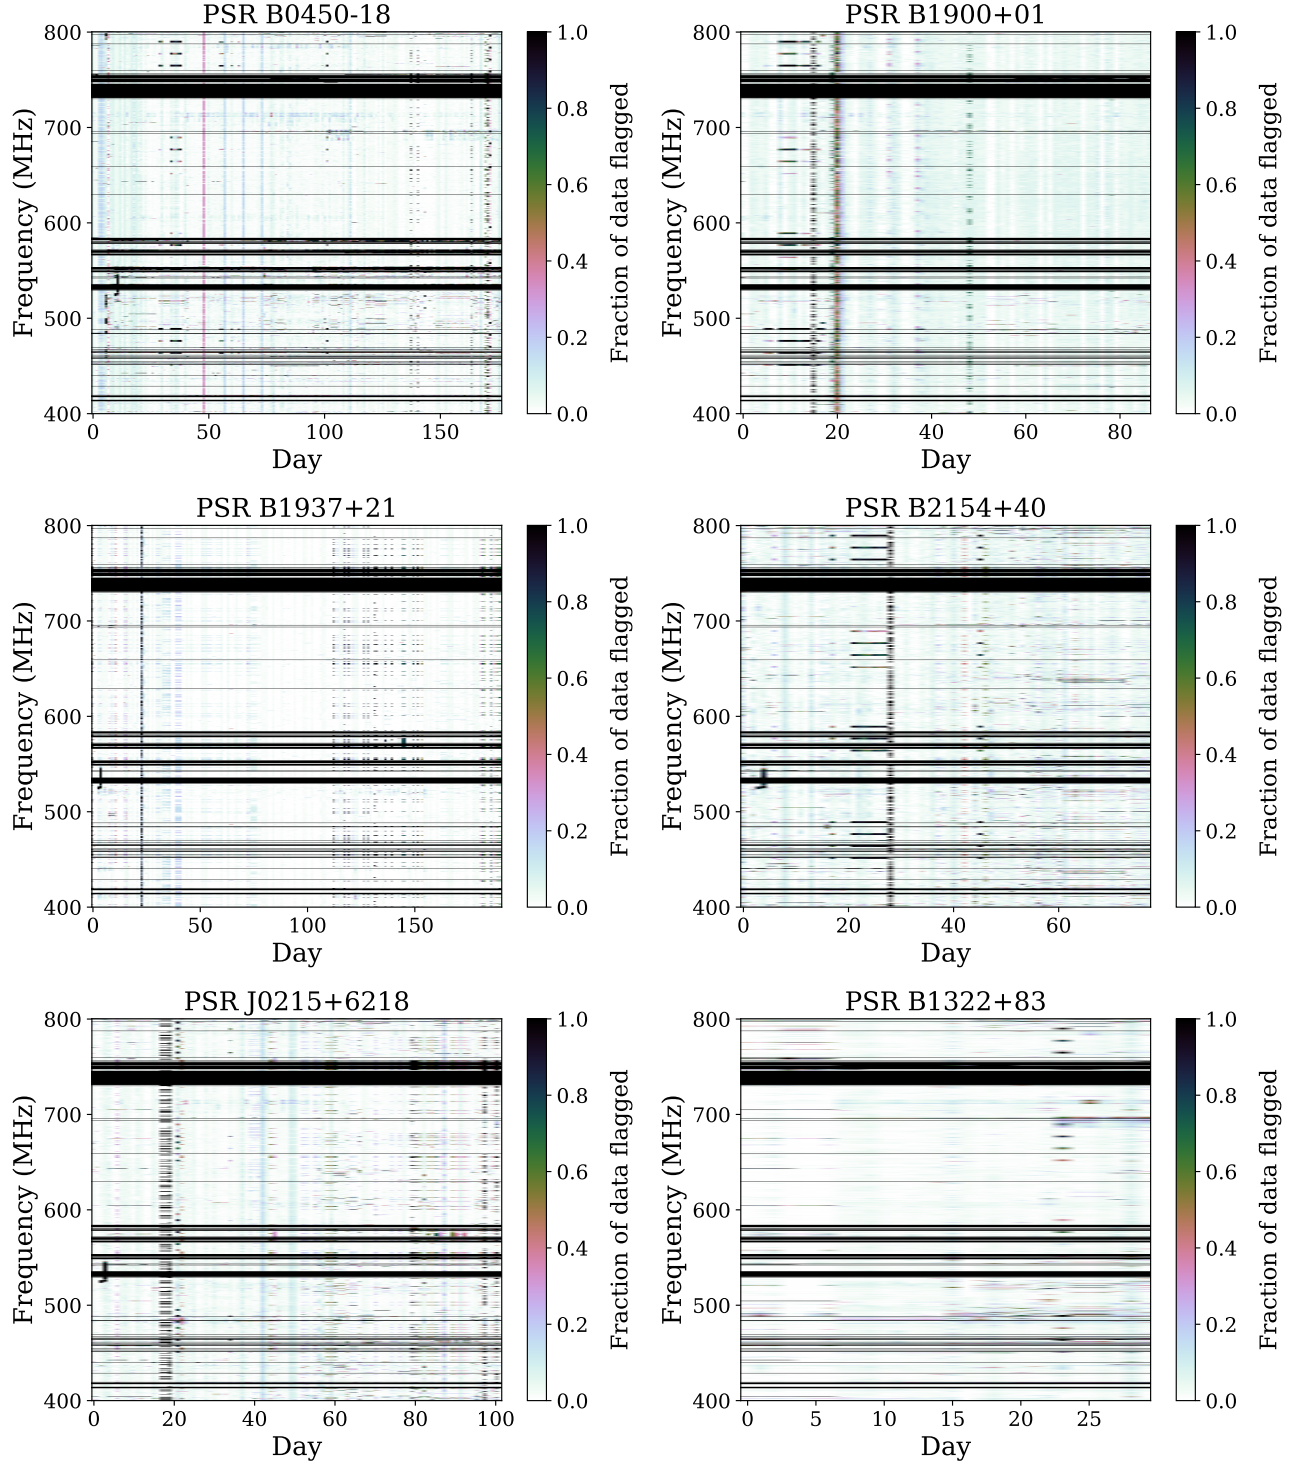 PSR B0450-18
800
700
600
500
400
Frequency (MHz)
0 50 100 150
Day
1.0
0.8
0.6
0.4
0.2
0.0
Fraction of data flagged
PSR B1900+01
800
700
600
500
400
Frequency (MHz)
0 20 40 60 80
Day
1.0
0.8
0.6
0.4
0.2
0.0
Fraction of data flagged
PSR B1937+21
800
700
600
500
400
Frequency (MHz)
0 50 100 150
Day
1.0
0.8
0.6
0.4
0.2
0.0
Fraction of data flagged
PSR B2154+40
800
700
600
500
400
Frequency (MHz)
0 20 40 60
Day
1.0
0.8
0.6
0.4
0.2
0.0
Fraction of data flagged
PSR J0215+6218
800
700
600
500
400
Frequency (MHz)
0 20 40 60 80 100
Day
1.0
0.8
0.6
0.4
0.2
0.0
Fraction of data flagged
PSR B1322+83
800
700
600
500
400
Frequency (MHz)
0 5 10 15 20 25
Day
1.0
0.8
0.6
0.4
0.2
0.0
Fraction of data flagged